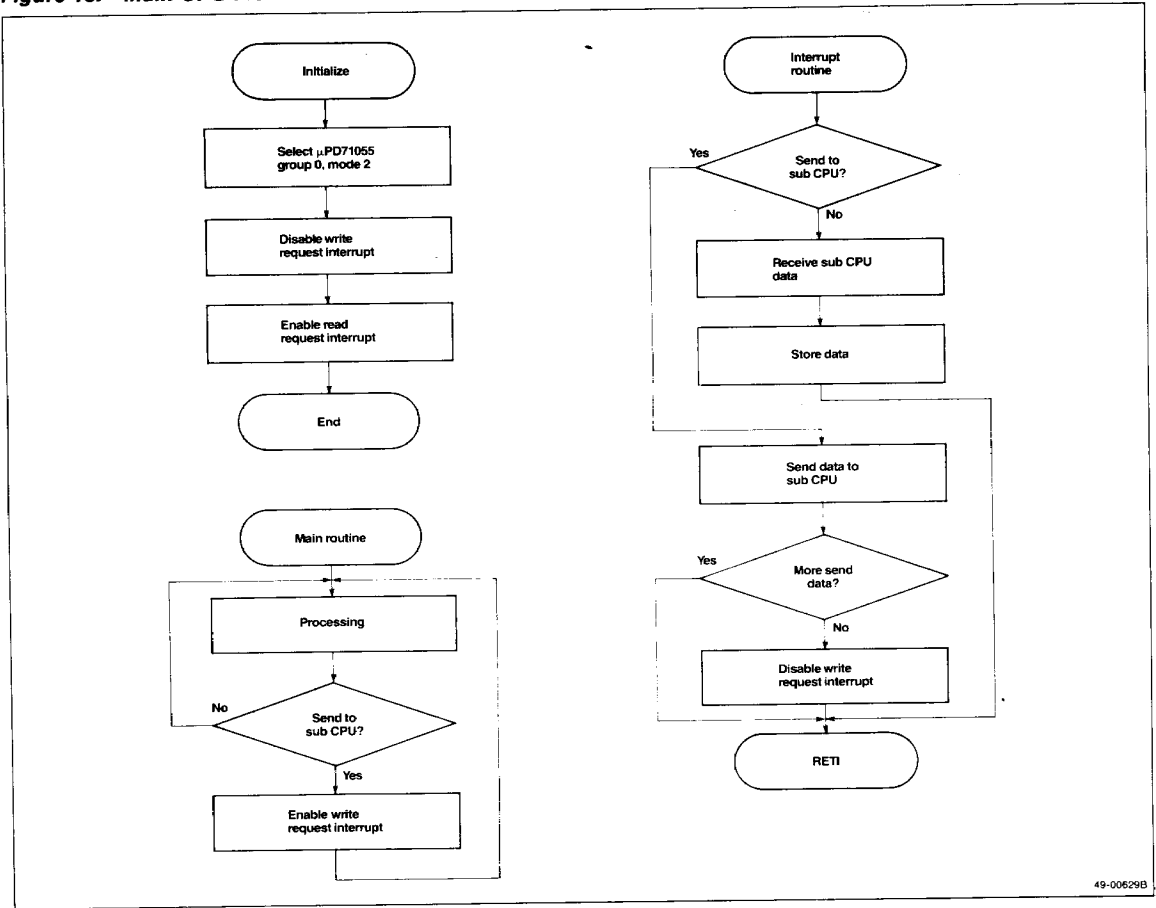 Initialize
Select μPD71055
group 0, mode 2
Disable write
request interrupt
Enable read
request interrupt
End
Main routine
Processing
No
Send to
sub CPU?
Yes
Enable write
request interrupt
Interrupt
routine
Yes
Send to
sub CPU?
No
Receive sub CPU
data
Store data
Send data to
sub CPU
Yes
More send
data?
No
Disable write
request interrupt
RETI
49-00629B